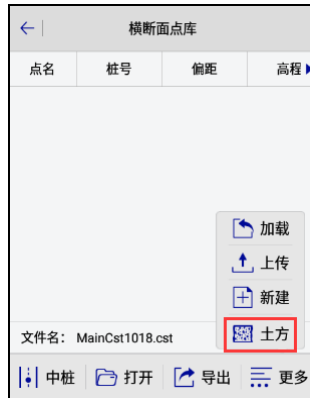 横断面点库
点名 桩号 偏距 高程
加载
上传
新建
土方
文件名： MainCst1018.cst
中桩 打开 导出 更多